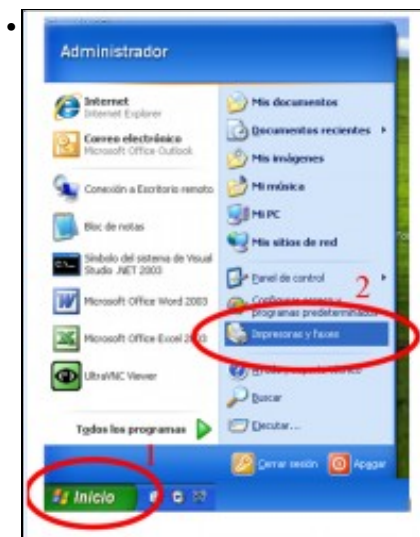 Administrador
Internet
Internet Explorer
Correo electrónico
Microsoft Office Outlook
Conexión a Escritorio remoto
Bloc de notas
Símbolo del sistema de Visual
Studio .NET 2003
Microsoft Office Word 2003
Microsoft Office Excel 2003
UltraVNC Viewer
Todos los programas
Mis documentos
Documentos recientes
Mis imágenes
Mi música
Mi PC
Mis sitios de red
Panel de control
2
Configurar acceso y
programas predeterminados
Impresoras y faxes
Ayuda y soporte técnico
Buscar
Ejecutar...
Cerrar sesión
Apagar
1
Inicio